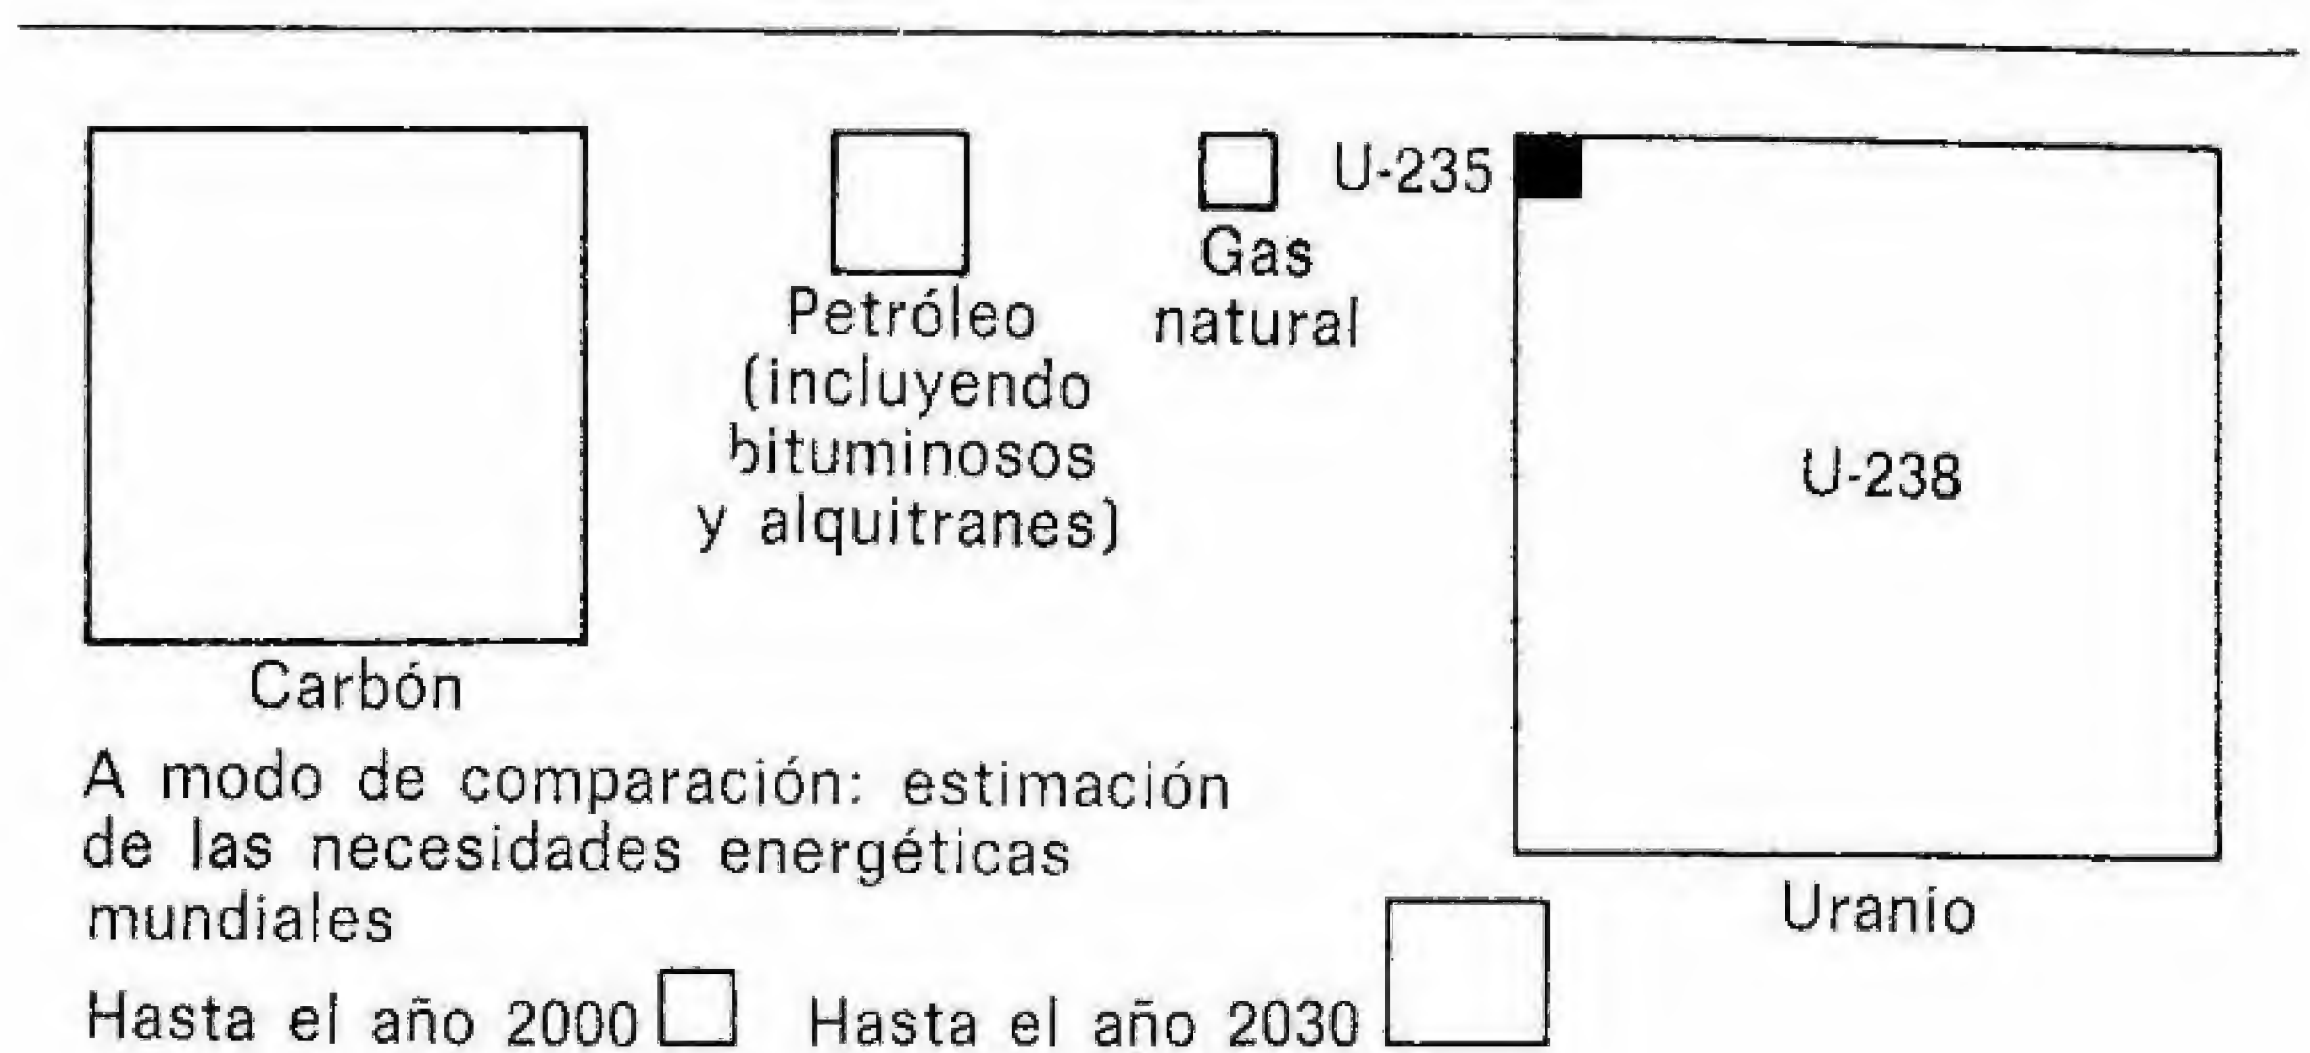 U-235
Gas
natural
Petróleo
(incluyendo
bituminosos
y alquitranes)
U-238
Carbón
Uranio
A modo de comparación: estimación
de las necesidades energéticas
mundiales
Hasta el año 2000
Hasta el año 2030